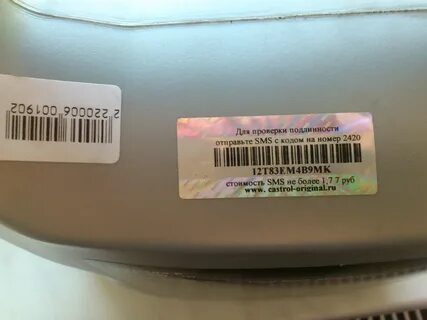 2 220006 001902
Для проверки подлинности
отправьте SMS с кодом на номер 2420
12T83EM4B9MK
стоимость SMS не более 1,77 руб
www.castrol-original.ru